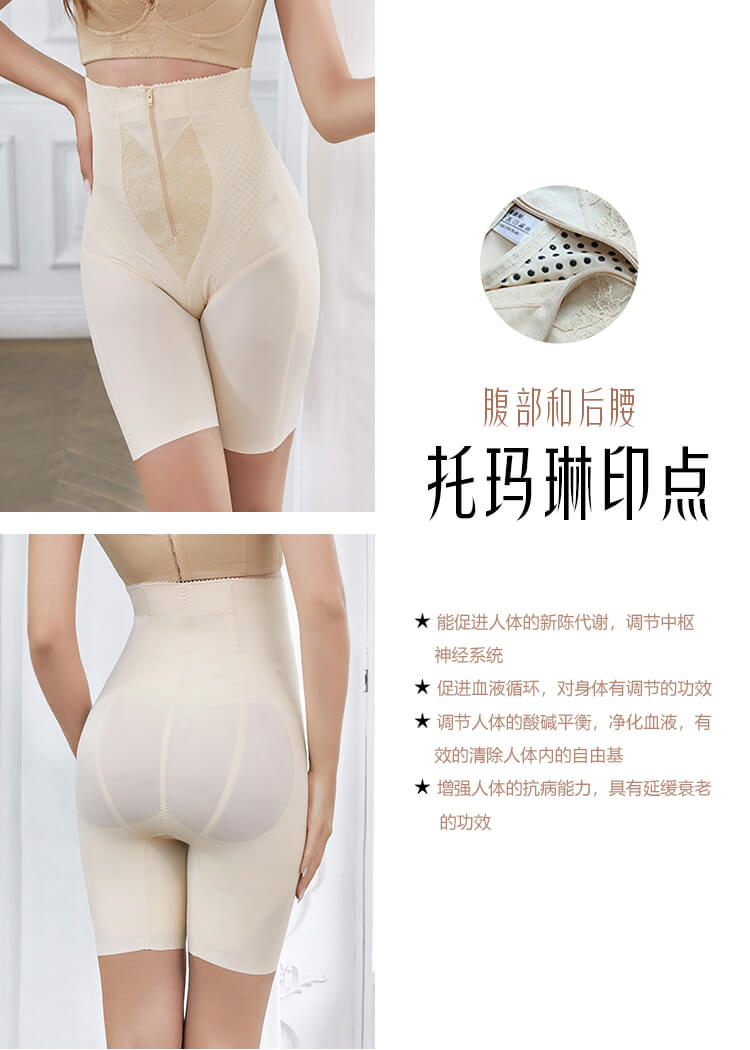 腹部和后腰
托玛琳印点
★ 能促进人体的新陈代谢，调节中枢
神经系统
★ 促进血液循环，对身体有调节的功效
★ 调节人体的酸碱平衡，净化血液，有
效的清除人体内的自由基
★ 增强人体的抗病能力，具有延缓衰老
的功效